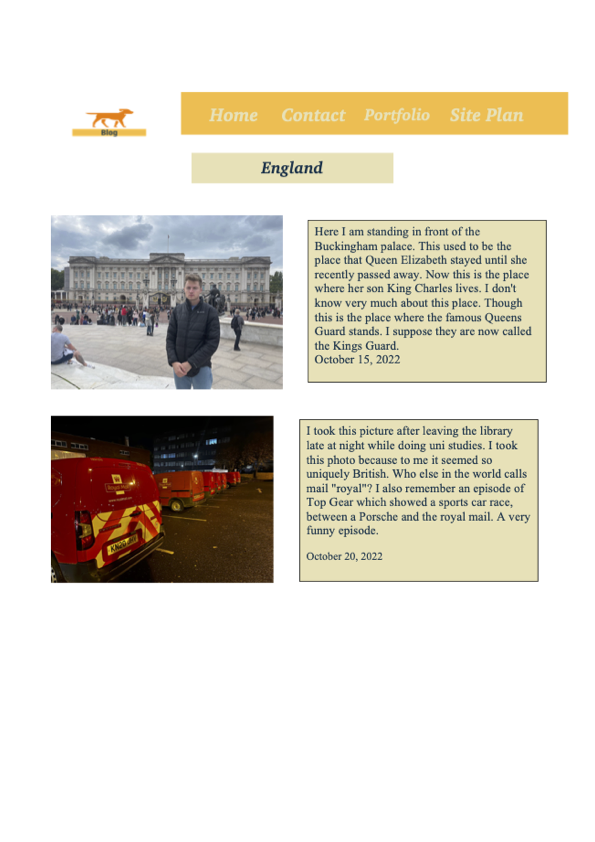 Blog
Home Contact Portfolio Site Plan
England
Here I am standing in front of the
Buckingham palace. This used to be the
place that Queen Elizabeth stayed until she
recently passed away. Now this is the place
where her son King Charles lives. I don't
know very much about this place. Though
this is the place where the famous Queens
Guard stands. I suppose they are now called
the Kings Guard.
October 15, 2022
Royal Mail
I took this picture after leaving the library
late at night while doing uni studies. I took
this photo because to me it seemed so
uniquely British. Who else in the world calls
mail "royal"? I also remember an episode of
Top Gear which showed a sports car race,
between a Porsche and the royal mail. A very
funny episode.
October 20, 2022